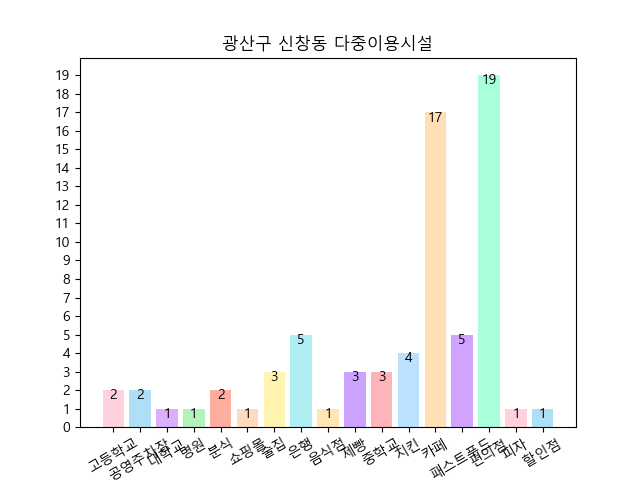 광산구 신창동 다중이용시설
19
18
17
16
15
14
13
12
11
10
9
8
7
6
5
4
3
2
1
0
2
2
1
1
2
1
3
5
1
3
3
4
17
5
19
1
1
고등학교
공영주차장
대학교
병원
분식
쇼핑몰
술집
은행
음식점
제빵
중학교
치킨
카페
패스트푸드
편의점
피자
할인점